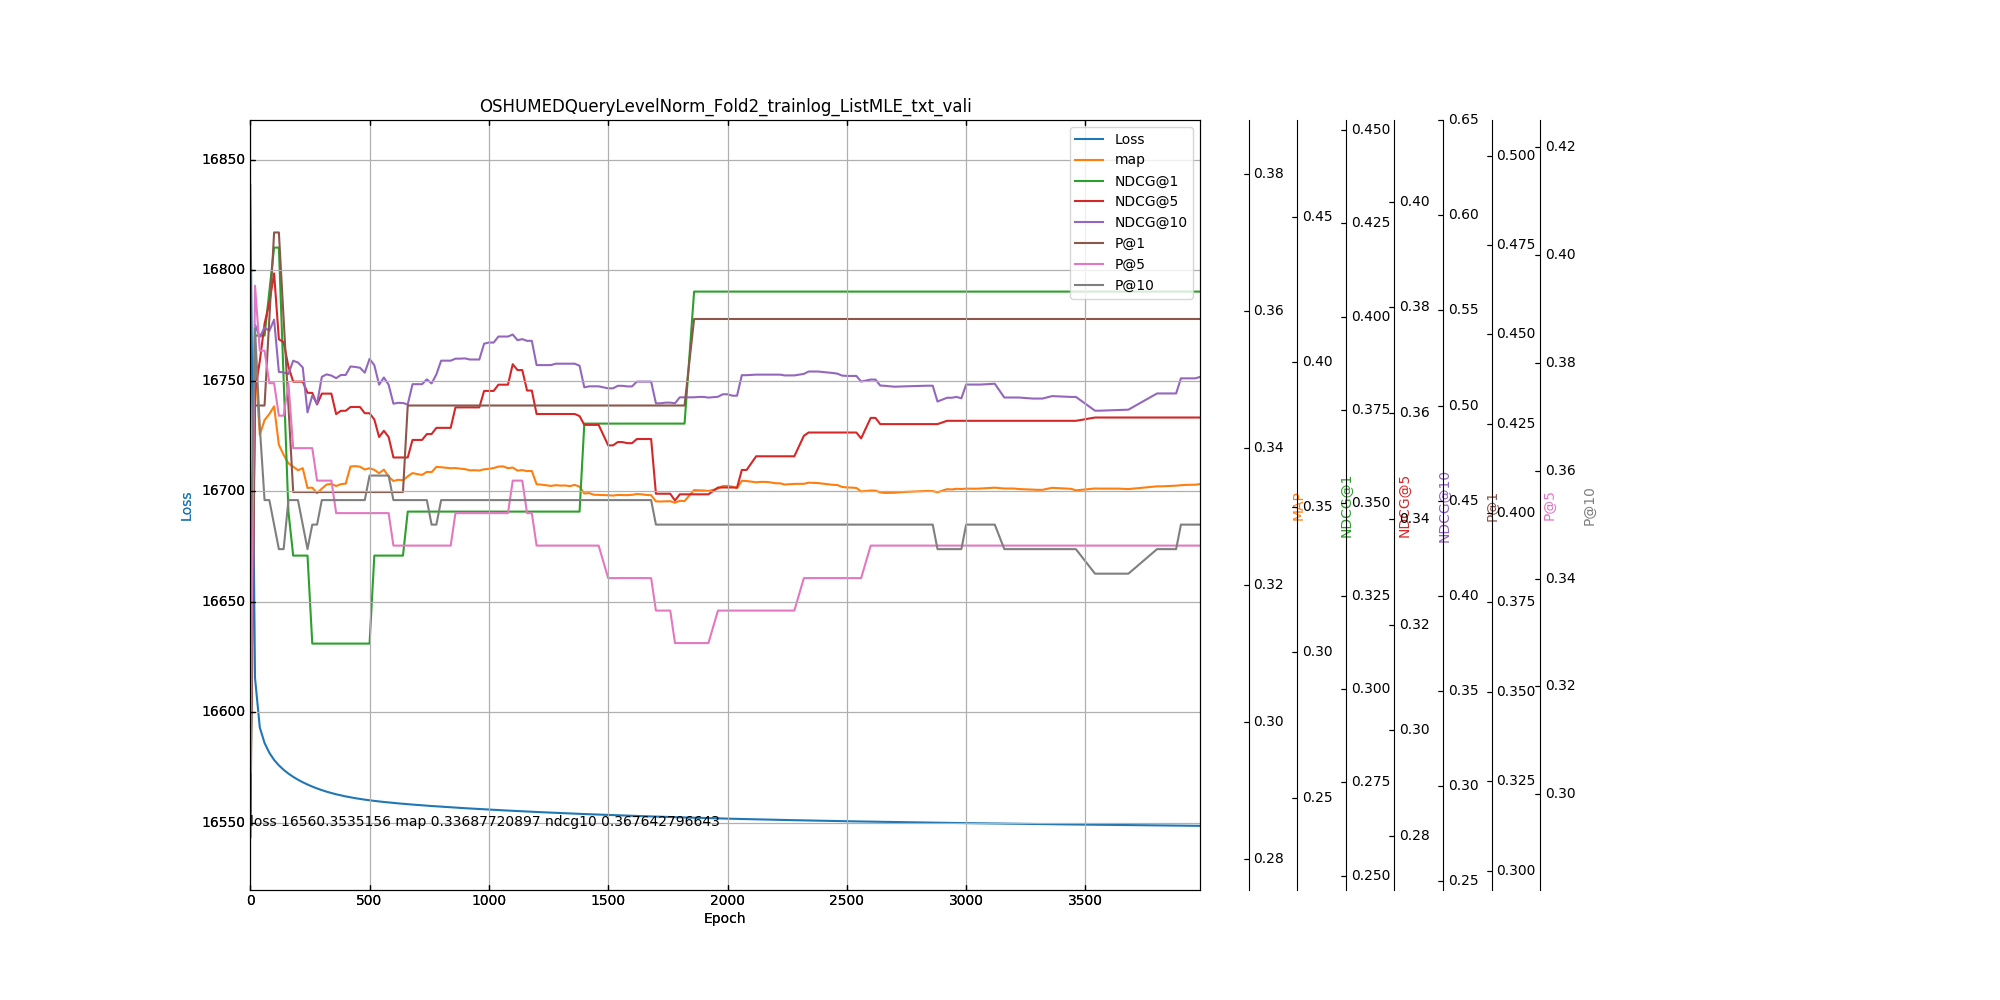 OSHUMEDQueryLevelNorm_Fold2_trainlog_ListMLE_txt_vali
Loss
map
NDCG@1
NDCG@5
NDCG@10
P@1
P@5
P@10
16850
16800
16750
16700
16650
16600
16550
Loss
loss 16560.3535156 map 0.33687720897 ndcg10 0.367642796643
0 500 1000 1500 2000 2500 3000 3500
Epoch
0.38
0.36
0.34
0.32
0.30
0.28
MAP
0.45
0.40
0.35
0.30
0.25
NDCG@1
0.450
0.425
0.400
0.375
0.350
0.325
0.300
0.275
0.250
NDCG@5
0.40
0.38
0.36
0.34
0.32
0.30
0.28
NDCG@10
0.65
0.60
0.55
0.50
0.45
0.40
0.35
0.30
0.25
P@1
0.500
0.475
0.450
0.425
0.400
0.375
0.350
0.325
0.300
P@5
0.42
0.40
0.38
0.36
0.34
0.32
0.30
P@10